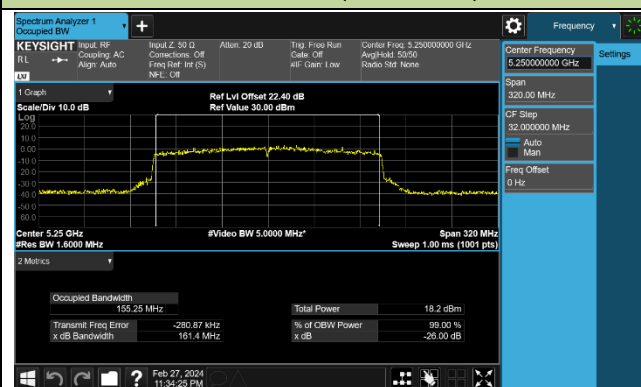 Spectrum Analyzer 1
Occupied BW
Frequency
KEYSIGHT
RL
LXI
Input: RF
Coupling: AC
Align: Auto
Input Z: 50 Ω
Corrections: Off
Freq Ref: Int (S)
NFE: Off
Atten: 20 dB
Trig: Free Run
Gate: Off
#IF Gain: Low
Center Freq: 5.250000000 GHz
Avg|Hold: 50/50
Radio Std: None
Center Frequency
5.250000000 GHz
Settings
Span
320.00 MHz
CF Step
32.000000 MHz
Auto
Man
Freq Offset
0 Hz
1 Graph
Scale/Div 10.0 dB
Ref Lvl Offset 22.40 dB
Ref Value 30.00 dBm
Log
20.0
10.0
0.00
-10.0
-20.0
-30.0
-40.0
-50.0
-60.0
Center 5.25 GHz
#Video BW 5.0000 MHz*
Span 320 MHz
#Res BW 1.6000 MHz
Sweep 1.00 ms (1001 pts)
2 Metrics
Occupied Bandwidth
155.25 MHz
Total Power 18.2 dBm
Transmit Freq Error -280.87 kHz
% of OBW Power 99.00 %
x dB Bandwidth 161.4 MHz
x dB -26.00 dB
?
Feb 27, 2024
11:34:25 PM